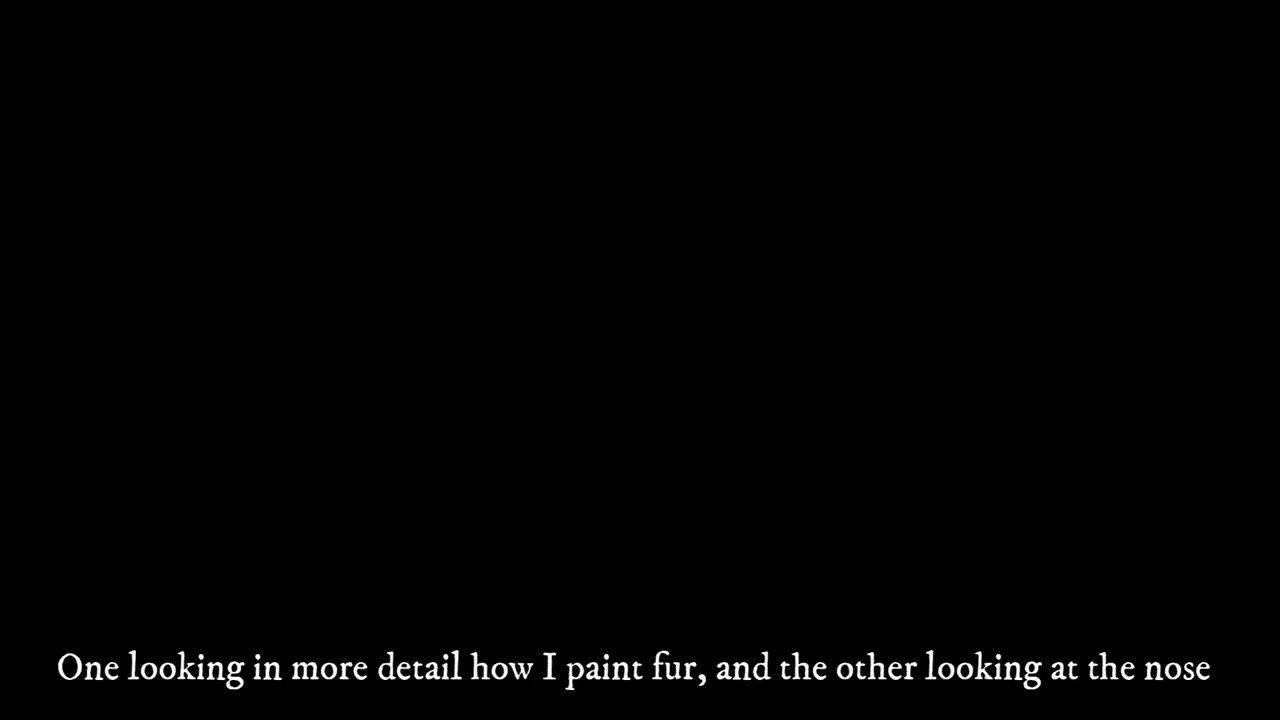 One looking in more detail how I paint fur, and the other looking at the nose